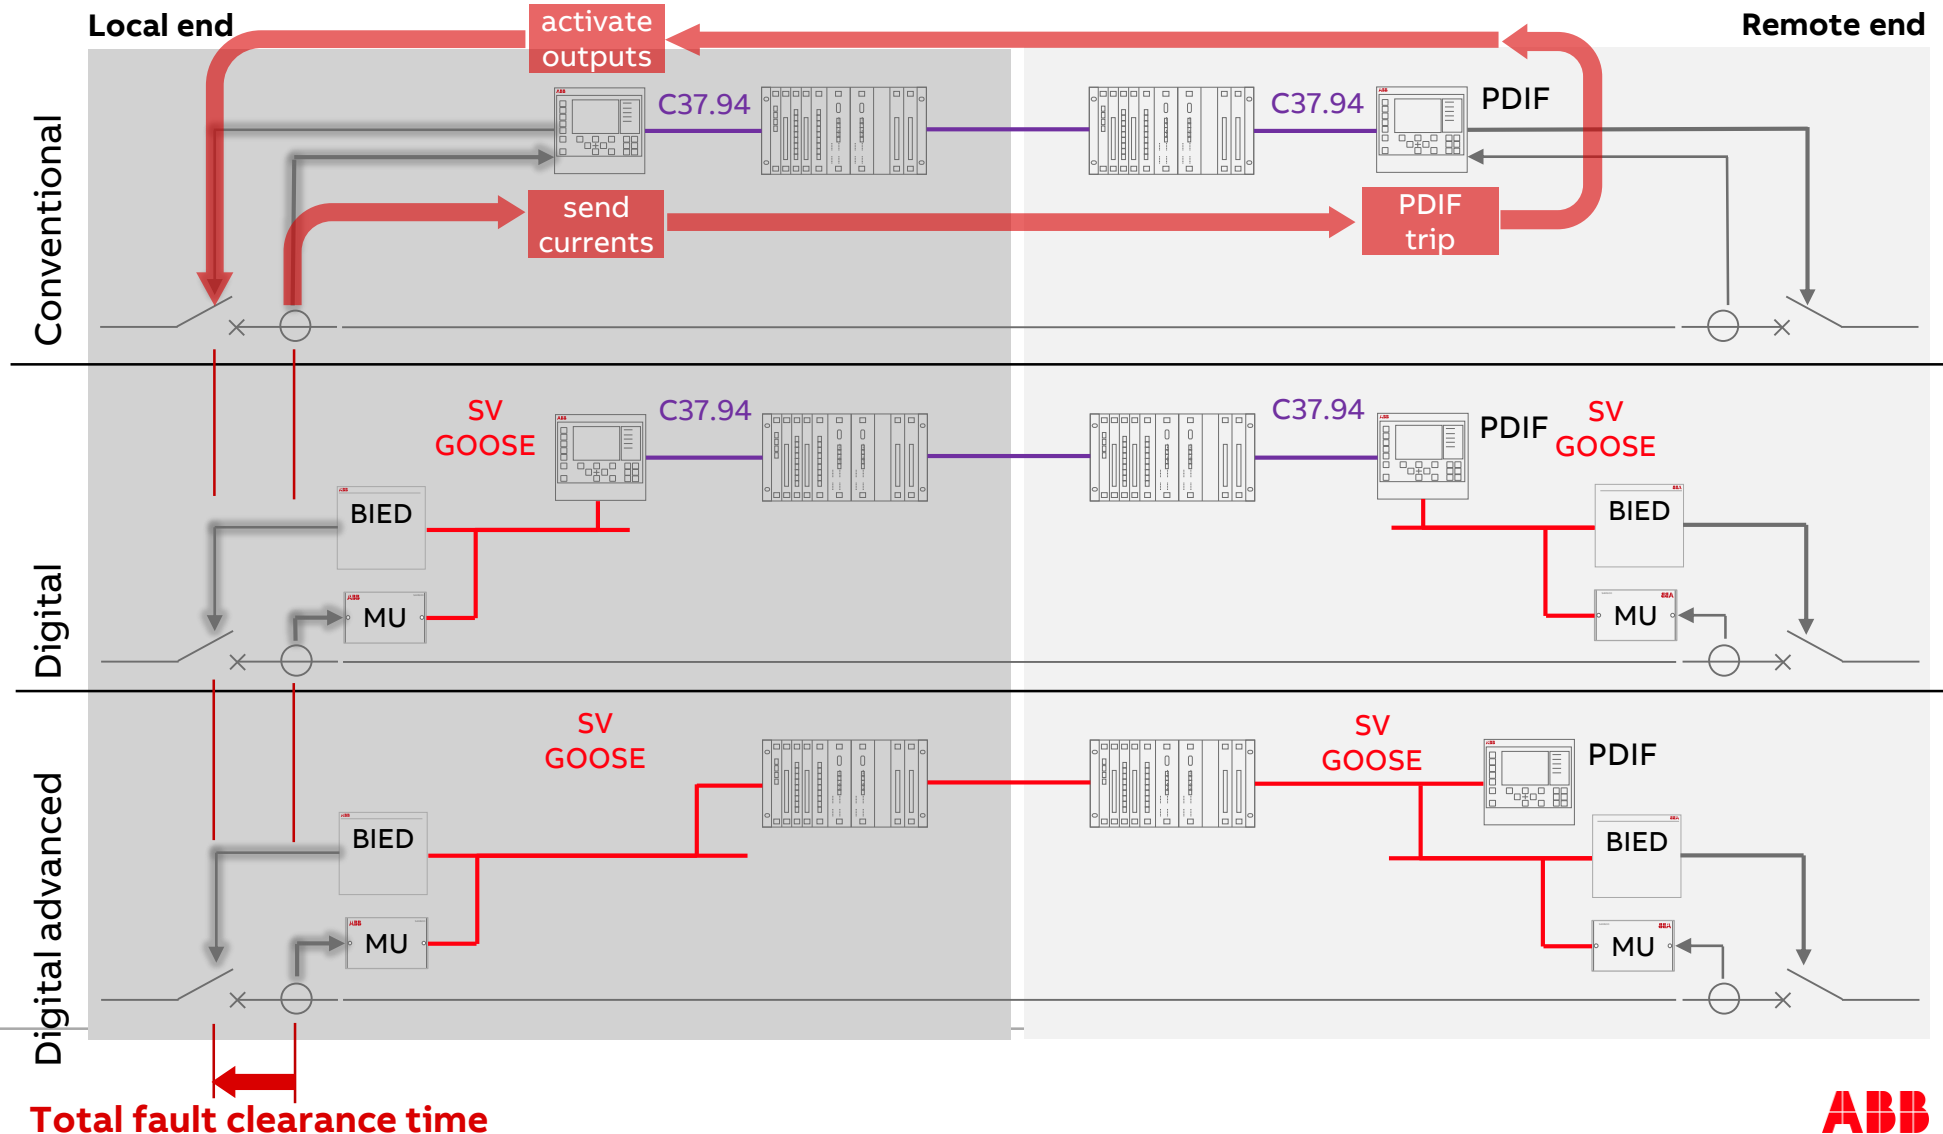 Local end
activate
outputs
Remote end
C37.94
C37.94
PDIF
Conventional
send
currents
PDIF
trip
SV
GOOSE
C37.94
C37.94
PDIF
SV
GOOSE
Digital
BIED
BIED
MU
MU
SV
GOOSE
SV
GOOSE
PDIF
Digital advanced
BIED
BIED
MU
MU
Total fault clearance time
ABB